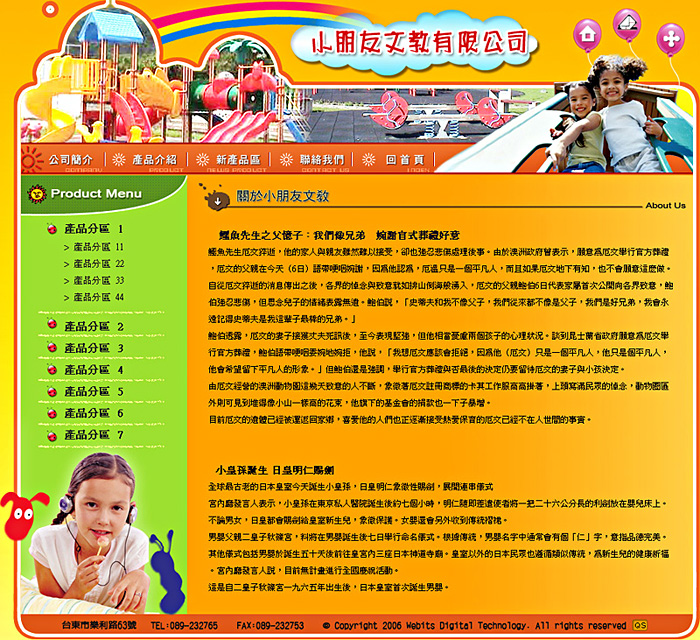 小朋友文教有限公司
公司簡介 產品介紹 新產品區 聯絡我們 回首頁
COMPANY PRODUCT NEWS PRODUCT CONTACT US INDEX
Product Menu
產品分區 1
> 產品分區 11
> 產品分區 22
> 產品分區 33
> 產品分區 44
產品分區 2
產品分區 3
產品分區 4
產品分區 5
產品分區 6
產品分區 7
關於小朋友文教
About Us
鱷魚先生之父憶子：我們像兄弟 婉謝官式葬禮好意
鱷魚先生厄文猝逝，他的家人與親友雖然難以接受，卻也強忍悲傷處理後事。由於澳洲政府曾表示，願意為厄文舉行官方葬禮
，厄文的父親在今天（6日）語帶哽咽婉謝，因為他認為，厄這只是一個平凡人，而且如果厄文地下有知，也不會願意這麼做。
自從厄文猝逝的消息傳出之後，各界的悼念與致意就如排山倒海般湧入，厄文的父親鮑伯6日代表家屬首次公開向各界致意，鮑
伯強忍悲傷，但思念兒子的情緒表露無遺。鮑伯說，「史蒂夫和我不像父子，我們從來都不像是父子，我們是好兄弟，我會永
遠記得史蒂夫是我這輩子最棒的兄弟。」
鮑伯透露，厄文的妻子接獲丈夫死訊後，至今表現堅強，但他相當憂慮兩個孩子的心理狀況。談到昆士蘭省政府願意為厄文舉
行官方葬禮，鮑伯語帶哽咽委婉地婉拒，他說，「我想厄文應該會拒絕，因為他（厄文）只是一個平凡人，他只是個平凡人，
他會希望留下平凡人的形象。」但鮑伯還是強調，舉行官方葬禮與否最後的決定仍要留待厄文的妻子與小孩決定。
由厄文經營的澳洲動物園這幾天致意的人不斷，象徵著厄文註冊商標的卡其工作服高高掛著，上頭寫滿民眾的悼念，動物園區
外則可見到堆得像小山一樣高的花束，他旗下的基金會的捐款也一下子暴增。
目前厄文的遺體已經被運返回家鄉，喜愛他的人們也正逐漸接受熱愛保育的厄文已經不在人世間的事實。
小皇孫誕生 日皇明仁賜劍
全球最古老的日本皇室今天誕生小皇孫，日皇明仁象徵性賜劍，展開連串儀式
宮內廳發言人表示，小皇孫在東京私人醫院誕生後約七個小時，明仁隨即差遣使者將一把二十六公分長的利劍放在嬰兒床上。
不論男女，日皇都會賜劍給皇室新生兒，象徵保護。女嬰還會另外收到傳統褶裙。
男嬰父親二皇子秋篠宮，料將在男嬰誕生後七日舉行命名儀式。根據傳統，男嬰名字中通常會有個「仁」字，意指品德完美。
其他儀式包括男嬰於誕生五十天後前往皇宮內三座日本神道寺廟。皇室以外的日本民眾也遵循類似傳統，為新生兒的健康祈福
。宮內廳發言人說，目前無計畫進行全國慶祝活動。
這是自二皇子秋篠宮一九六五年出生後，日本皇室首次誕生男嬰。
台東市樂利路63號 TEL:089-232765 FAX:089-232753 © Copyright 2006 Webits Digital Technology. All rights reserved QS